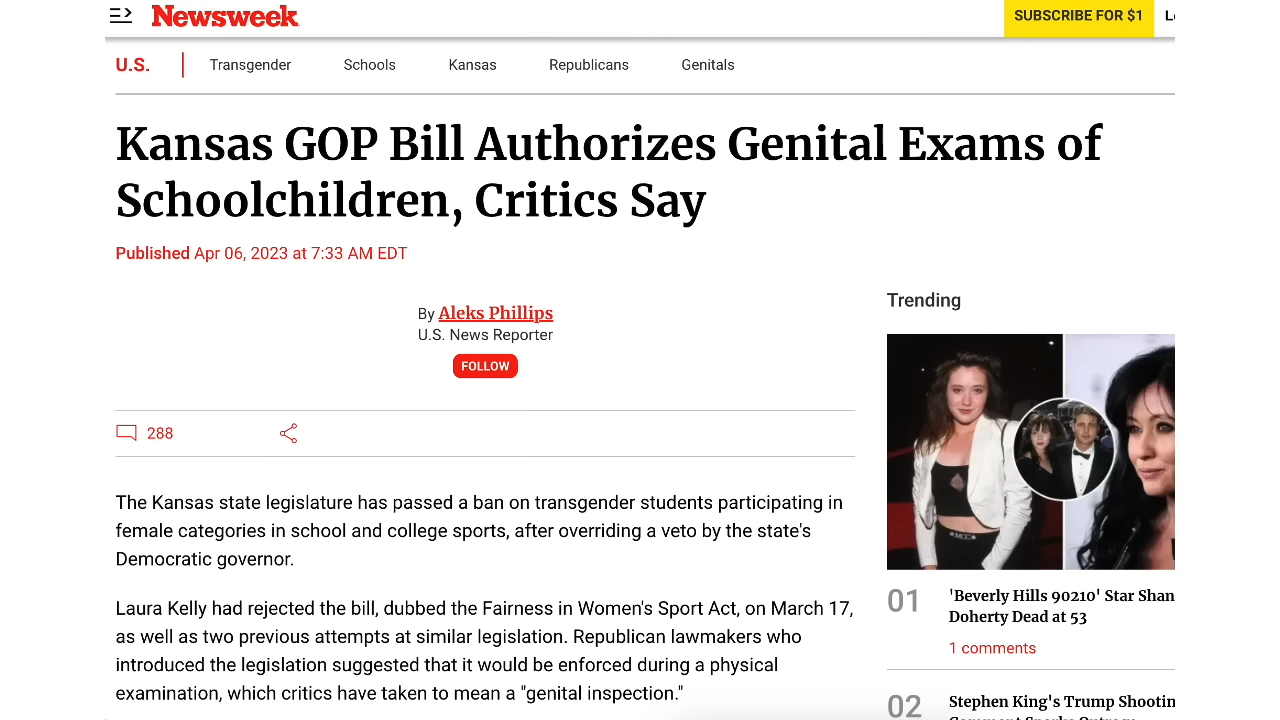 Newsweek
SUBSCRIBE FOR $1
U.S.
Transgender
Schools
Kansas
Republicans
Genitals
Kansas GOP Bill Authorizes Genital Exams of
Schoolchildren, Critics Say
Published Apr 06, 2023 at 7:33 AM EDT
By Aleks Phillips
U.S. News Reporter
FOLLOW
288
The Kansas state legislature has passed a ban on transgender students participating in
female categories in school and college sports, after overriding a veto by the state's
Democratic governor.
Laura Kelly had rejected the bill, dubbed the Fairness in Women's Sport Act, on March 17,
as well as two previous attempts at similar legislation. Republican lawmakers who
introduced the legislation suggested that it would be enforced during a physical
examination, which critics have taken to mean a "genital inspection."
Trending
MCC
01
'Beverly Hills 90210' Star Shan
Doherty Dead at 53
1 comments
02
Stephen King's Trump Shootin